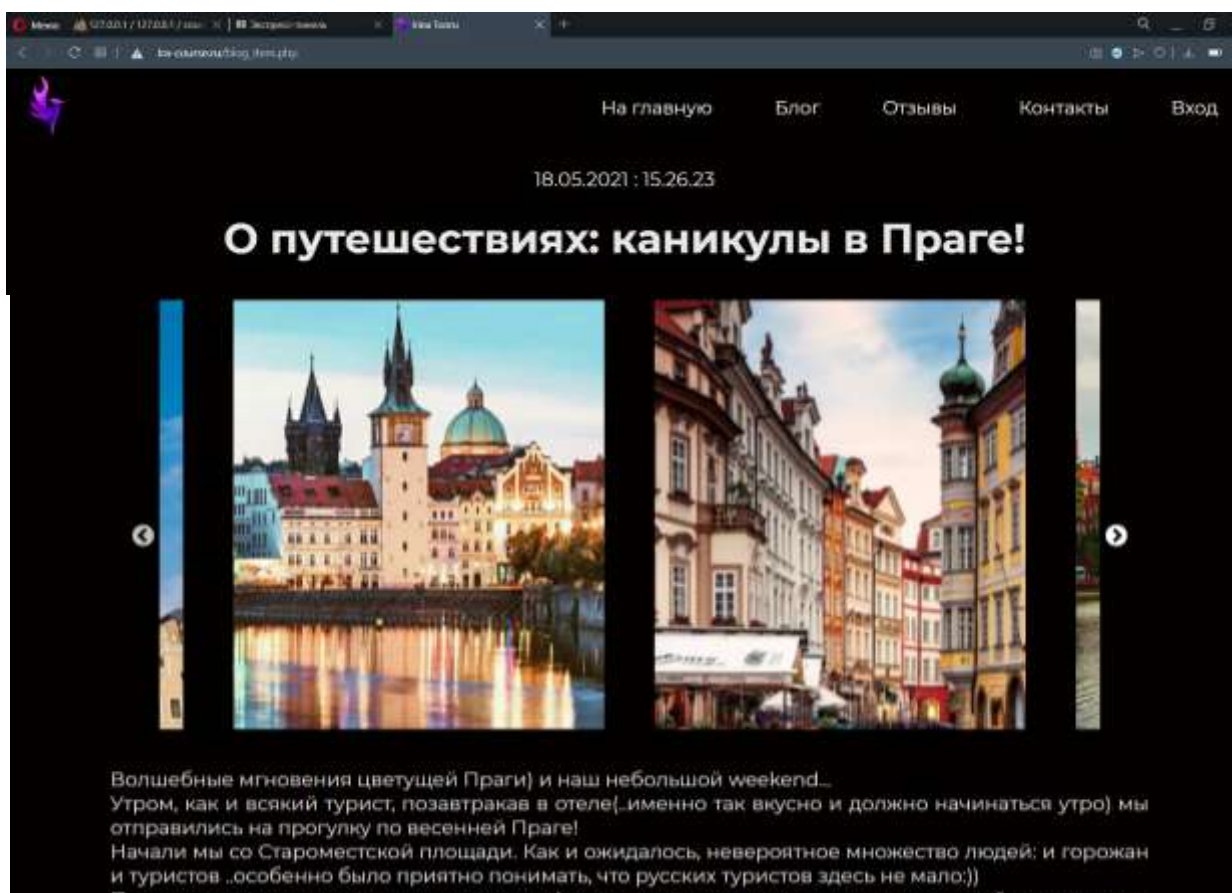 Меню
Экспресс-панель
На главную Блог Отзывы Контакты Вход
18.05.2021 : 15.26.23
О путешествиях: каникулы в Праге!
Волшебные мгновения цветущей Праги) и наш небольшой weekend...
Утром, как и всякий турист, позавтракав в отеле(...именно так вкусно и должно начинаться утро) мы
отправились на прогулку по весенней Праге!
Начали мы со Староместской площади. Как и ожидалось, невероятное множество людей: и горожан
и туристов ...особенно было приятно понимать, что русских туристов здесь не мало:))